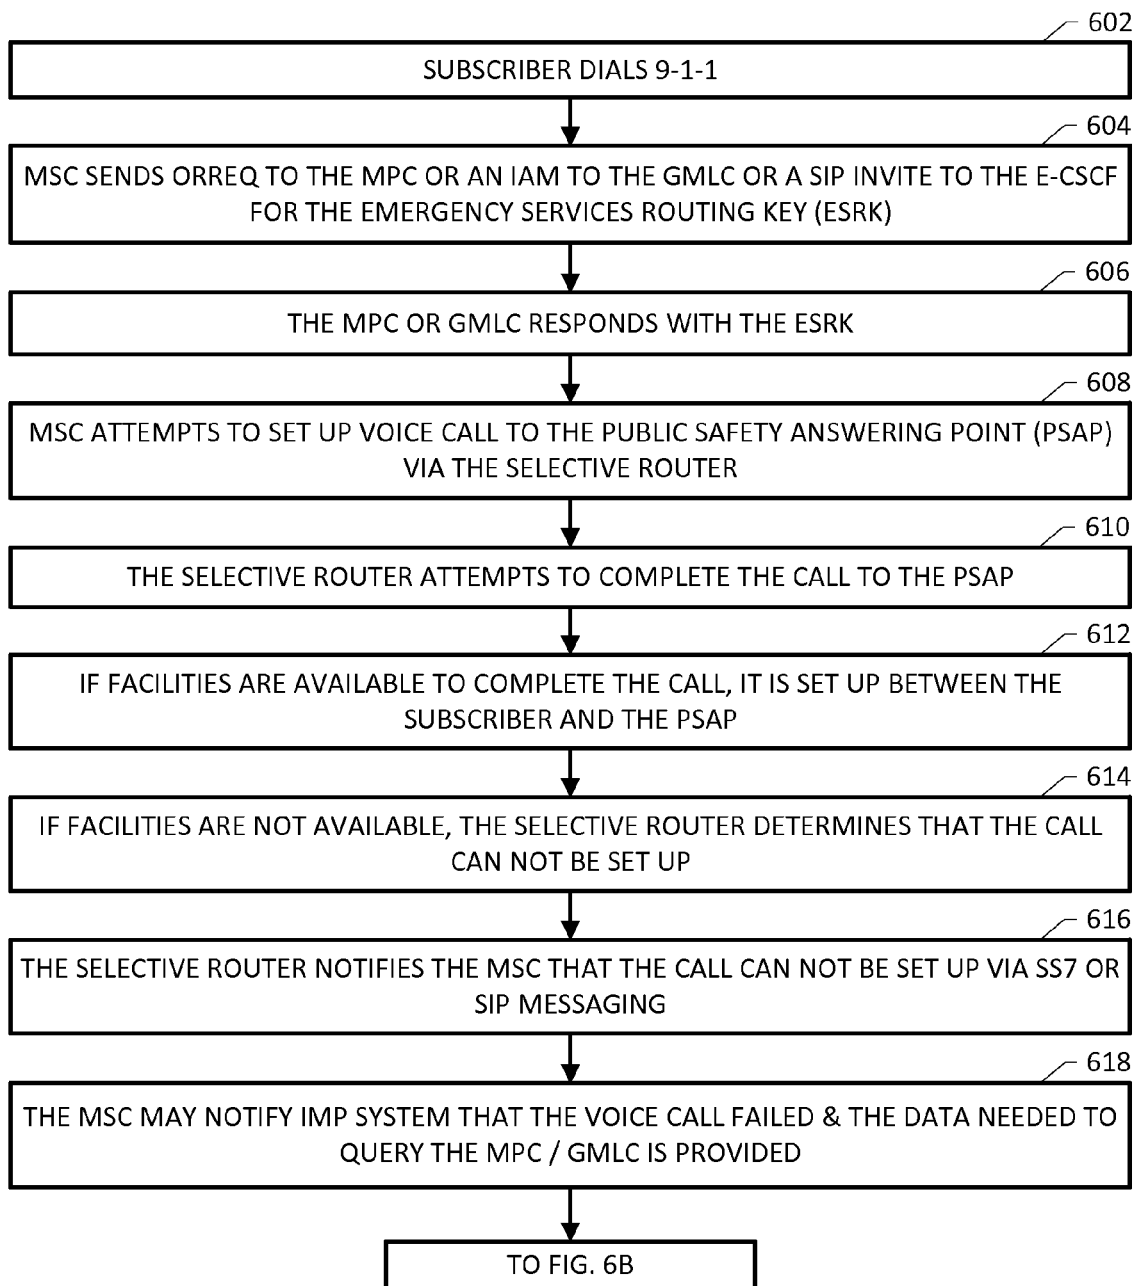 602
SUBSCRIBER DIALS 9-1-1
604
MSC SENDS ORREQ TO THE MPC OR AN IAM TO THE GMLC OR A SIP INVITE TO THE E-CSCF
FOR THE EMERGENCY SERVICES ROUTING KEY (ESRK)
606
THE MPC OR GMLC RESPONDS WITH THE ESRK
608
MSC ATTEMPTS TO SET UP VOICE CALL TO THE PUBLIC SAFETY ANSWERING POINT (PSAP)
VIA THE SELECTIVE ROUTER
610
THE SELECTIVE ROUTER ATTEMPTS TO COMPLETE THE CALL TO THE PSAP
612
IF FACILITIES ARE AVAILABLE TO COMPLETE THE CALL, IT IS SET UP BETWEEN THE
SUBSCRIBER AND THE PSAP
614
IF FACILITIES ARE NOT AVAILABLE, THE SELECTIVE ROUTER DETERMINES THAT THE CALL
CAN NOT BE SET UP
616
THE SELECTIVE ROUTER NOTIFIES THE MSC THAT THE CALL CAN NOT BE SET UP VIA SS7 OR
SIP MESSAGING
618
THE MSC MAY NOTIFY IMP SYSTEM THAT THE VOICE CALL FAILED & THE DATA NEEDED TO
QUERY THE MPC / GMLC IS PROVIDED
TO FIG. 6B